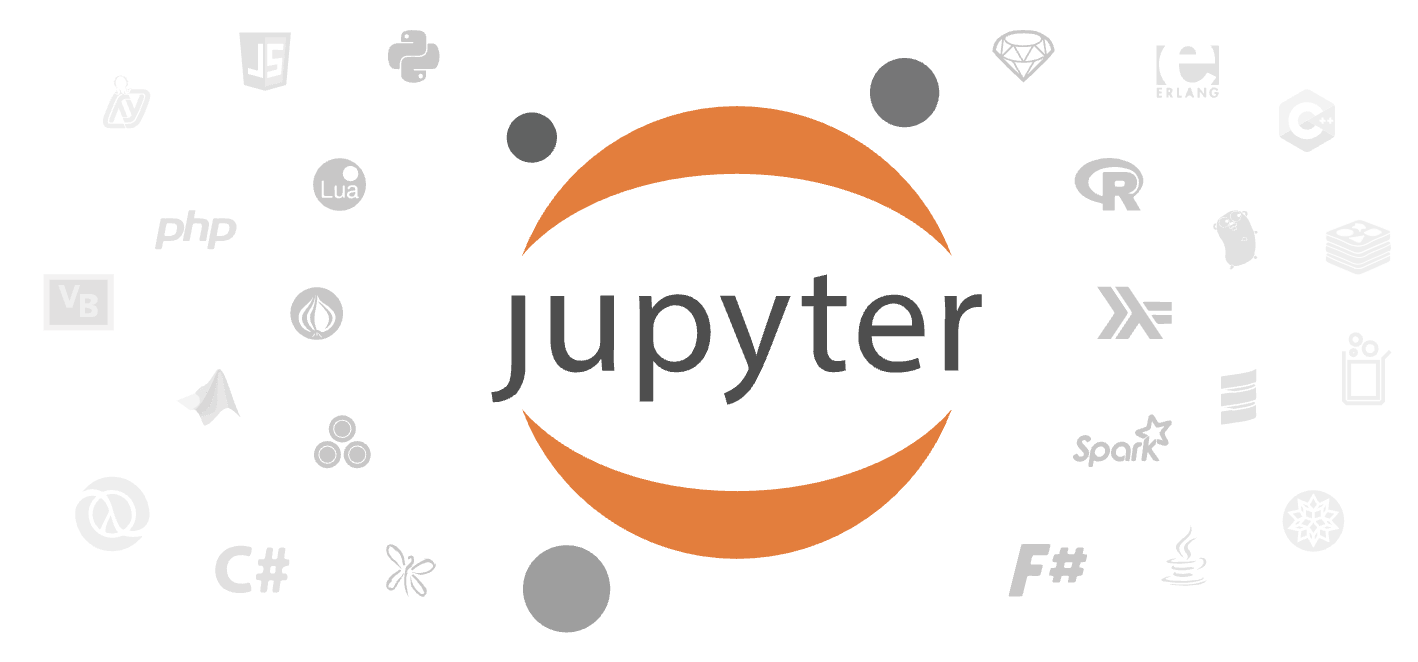 JS
ERLANG
C++
Lua
R
php
VB
jupyter
Spark
C#
F#